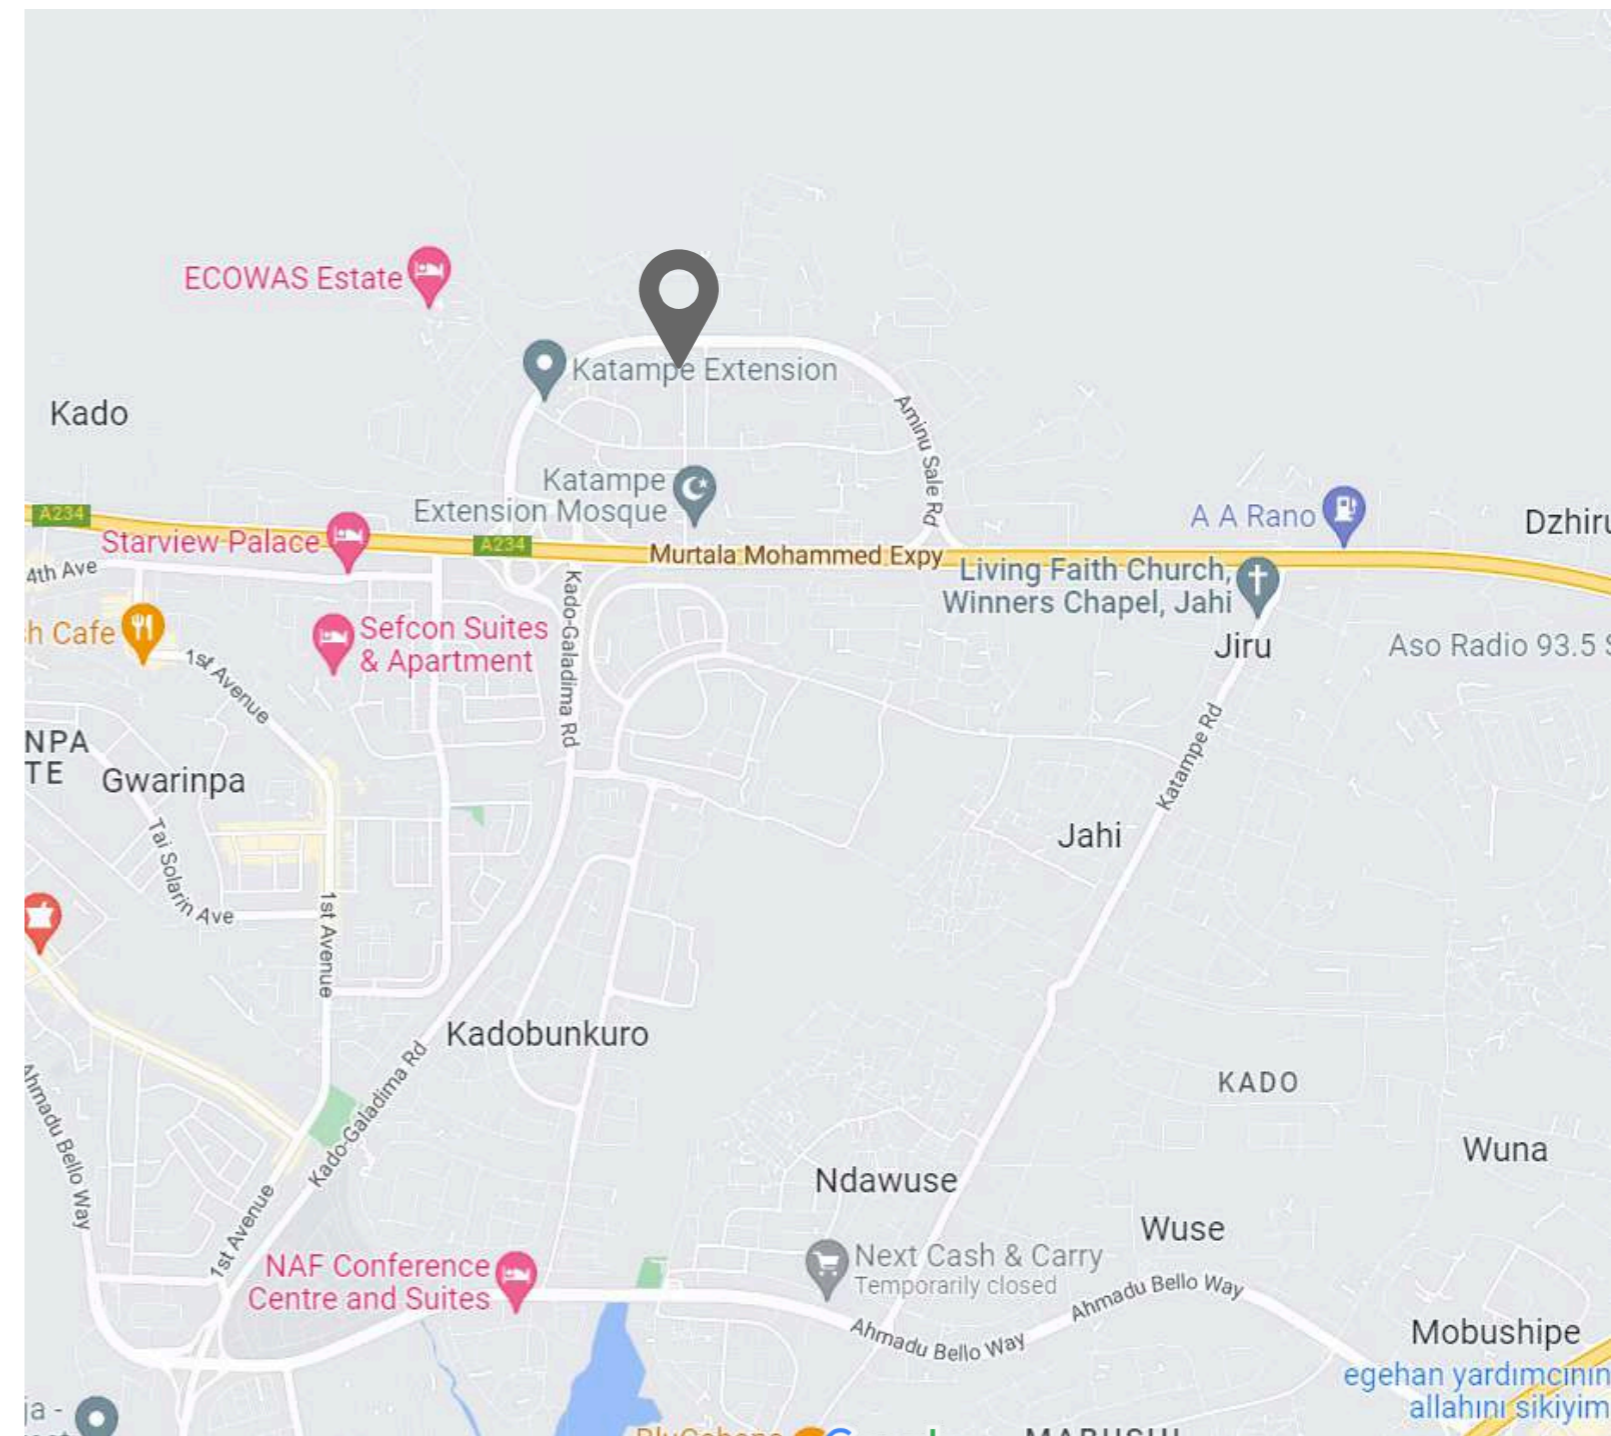 ECOWAS Estate
Katampe Extension
Kado
Aminu Sale Rd
Katampe
Extension Mosque
A234
A234
A A Rano
Starview Palace
Murtala Mohammed Expy
4th Ave
Kado-Galadima Rd
Living Faith Church,
Winners Chapel, Jahi
Cafe
Sefcon Suites
& Apartment
1st Avenue
Jiru
Aso Radio 93.5
Katampe Rd
NPA
TE
Gwarinpa
Tai Solarin Ave
Jahi
1st Avenue
Kadobunkuro
Kado-Galadima Rd
KADO
Ahmadu Bello Way
Wuna
Ndawuse
1st Avenue
Wuse
NAF Conference
Centre and Suites
Next Cash & Carry
Temporarily closed
Ahmadu Bello Way
Ahmadu Bello Way
Mobushipe
egehan yardımcının
allahını sikiyim